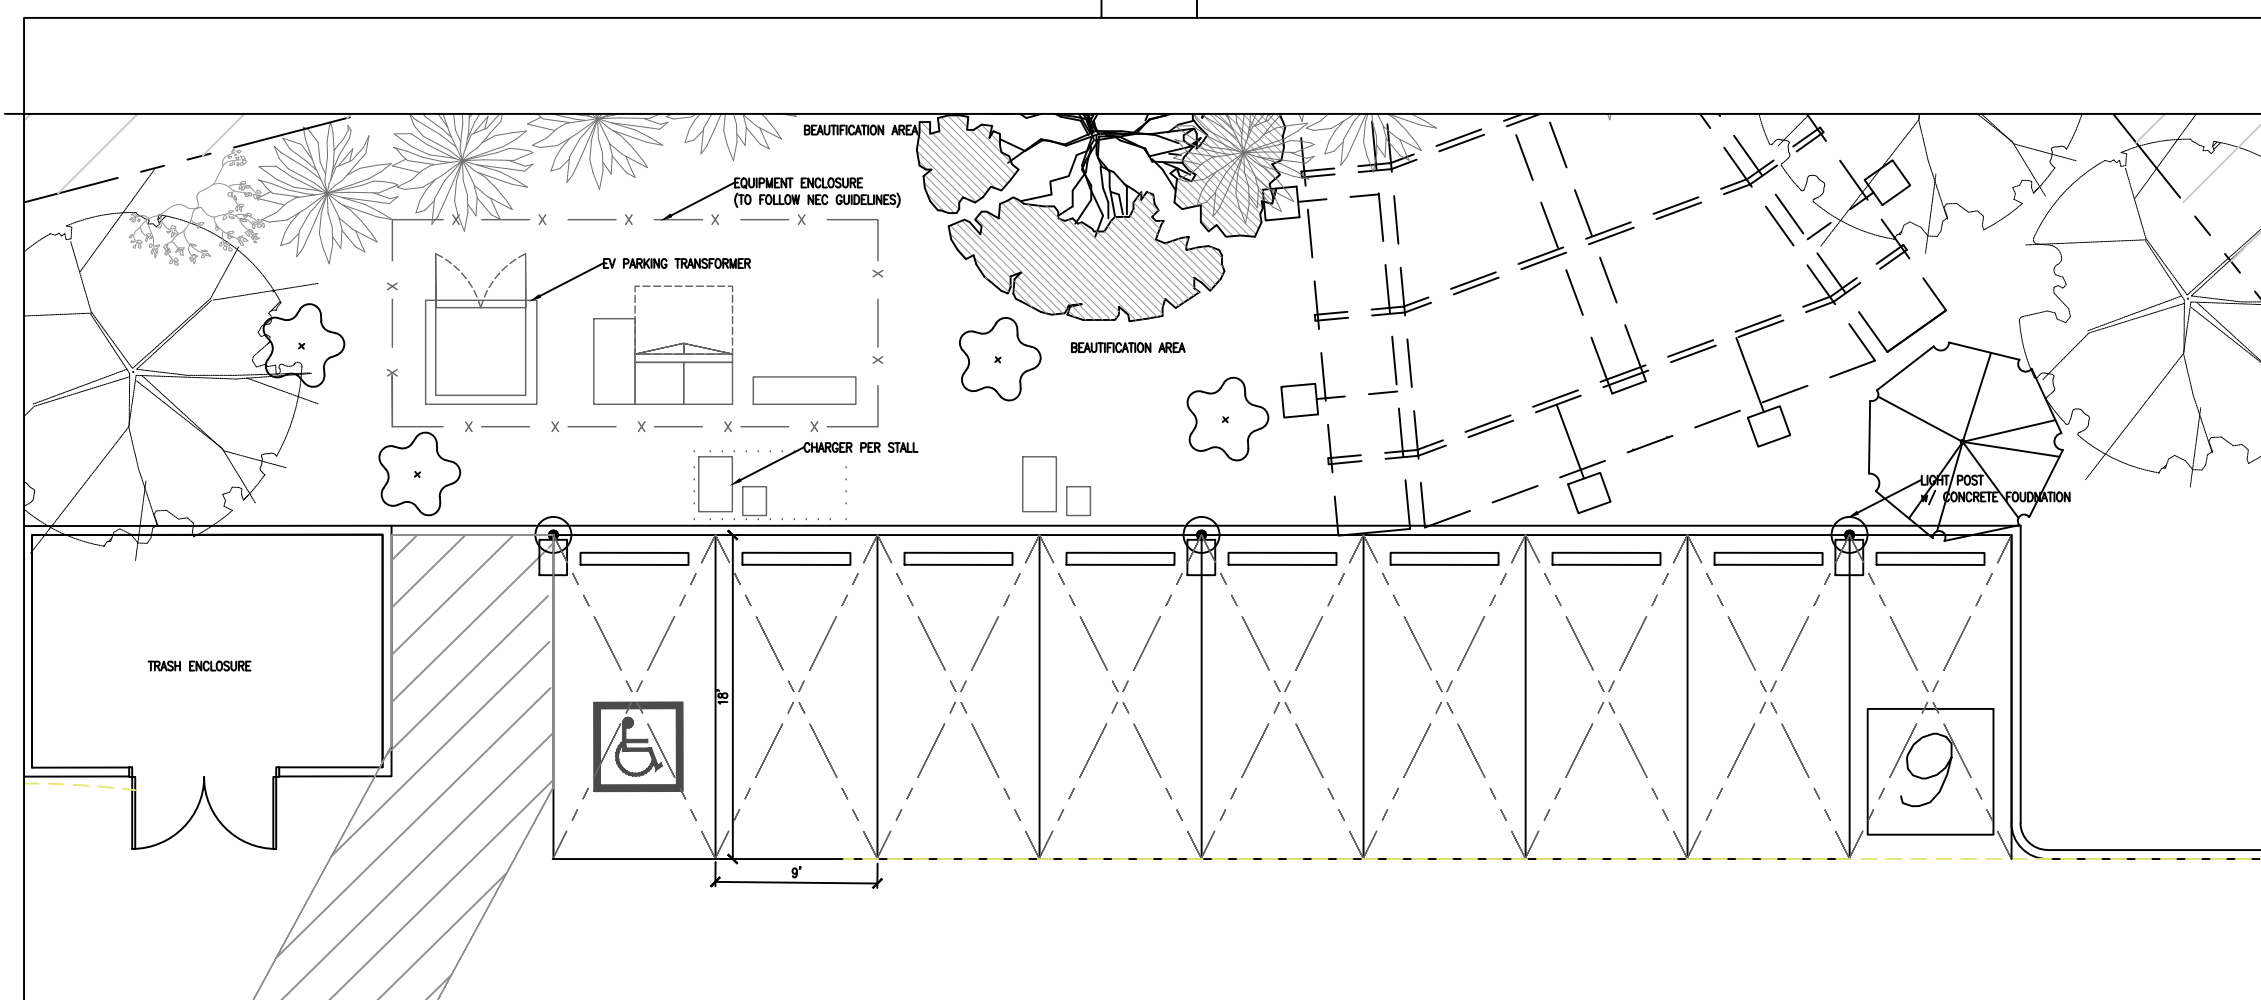 BEAUTIFICATION AREA
EQUIPMENT ENCLOSURE
(TO FOLLOW NEC GUIDELINES)
EV PARKING TRANSFORMER
BEAUTIFICATION AREA
CHARGER PER STALL
LIGHT POST
w/ CONCRETE FOUDNATION
TRASH ENCLOSURE
18'
9
9'